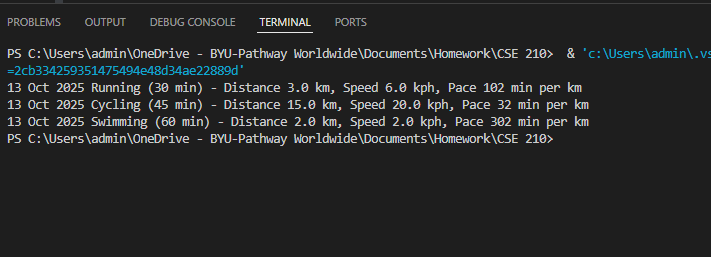 PROBLEMS OUTPUT DEBUG CONSOLE TERMINAL PORTS
PS C:\Users\admin\OneDrive - BYU-Pathway Worldwide\Documents\Homework\CSE 210>  & 'c:\Users\admin\.vs
=2cb334259351475494e48d34ae22889d'
13 Oct 2025 Running (30 min) - Distance 3.0 km, Speed 6.0 kph, Pace 102 min per km
13 Oct 2025 Cycling (45 min) - Distance 15.0 km, Speed 20.0 kph, Pace 32 min per km
13 Oct 2025 Swimming (60 min) - Distance 2.0 km, Speed 2.0 kph, Pace 302 min per km
PS C:\Users\admin\OneDrive - BYU-Pathway Worldwide\Documents\Homework\CSE 210>